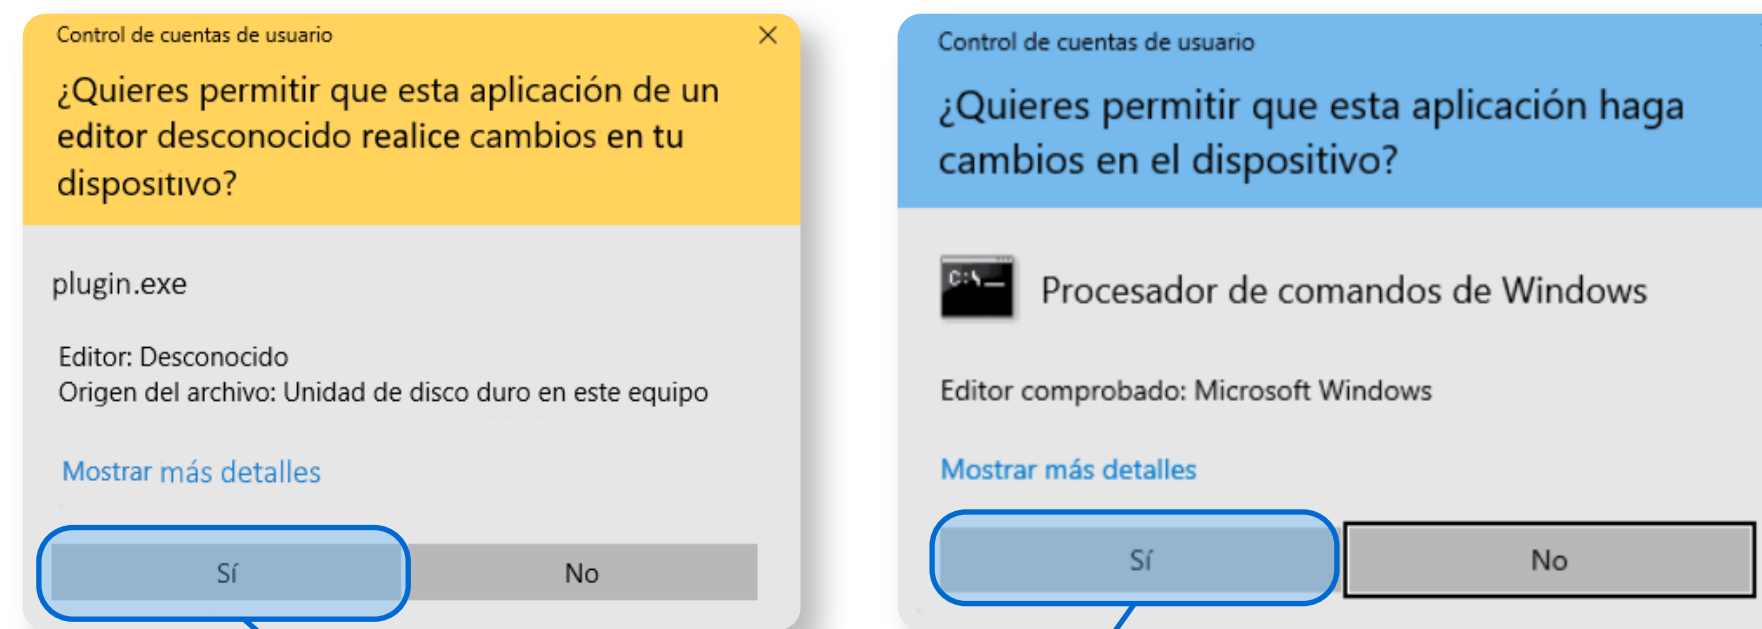 Control de cuentas de usuario
¿Quieres permitir que esta aplicación de un
editor desconocido realice cambios en tu
dispositivo?
plugin.exe
Editor: Desconocido
Origen del archivo: Unidad de disco duro en este equipo
Mostrar más detalles
Sí
No
Control de cuentas de usuario
¿Quieres permitir que esta aplicación haga
cambios en el dispositivo?
C:\_
Procesador de comandos de Windows
Editor comprobado: Microsoft Windows
Mostrar más detalles
Sí
No